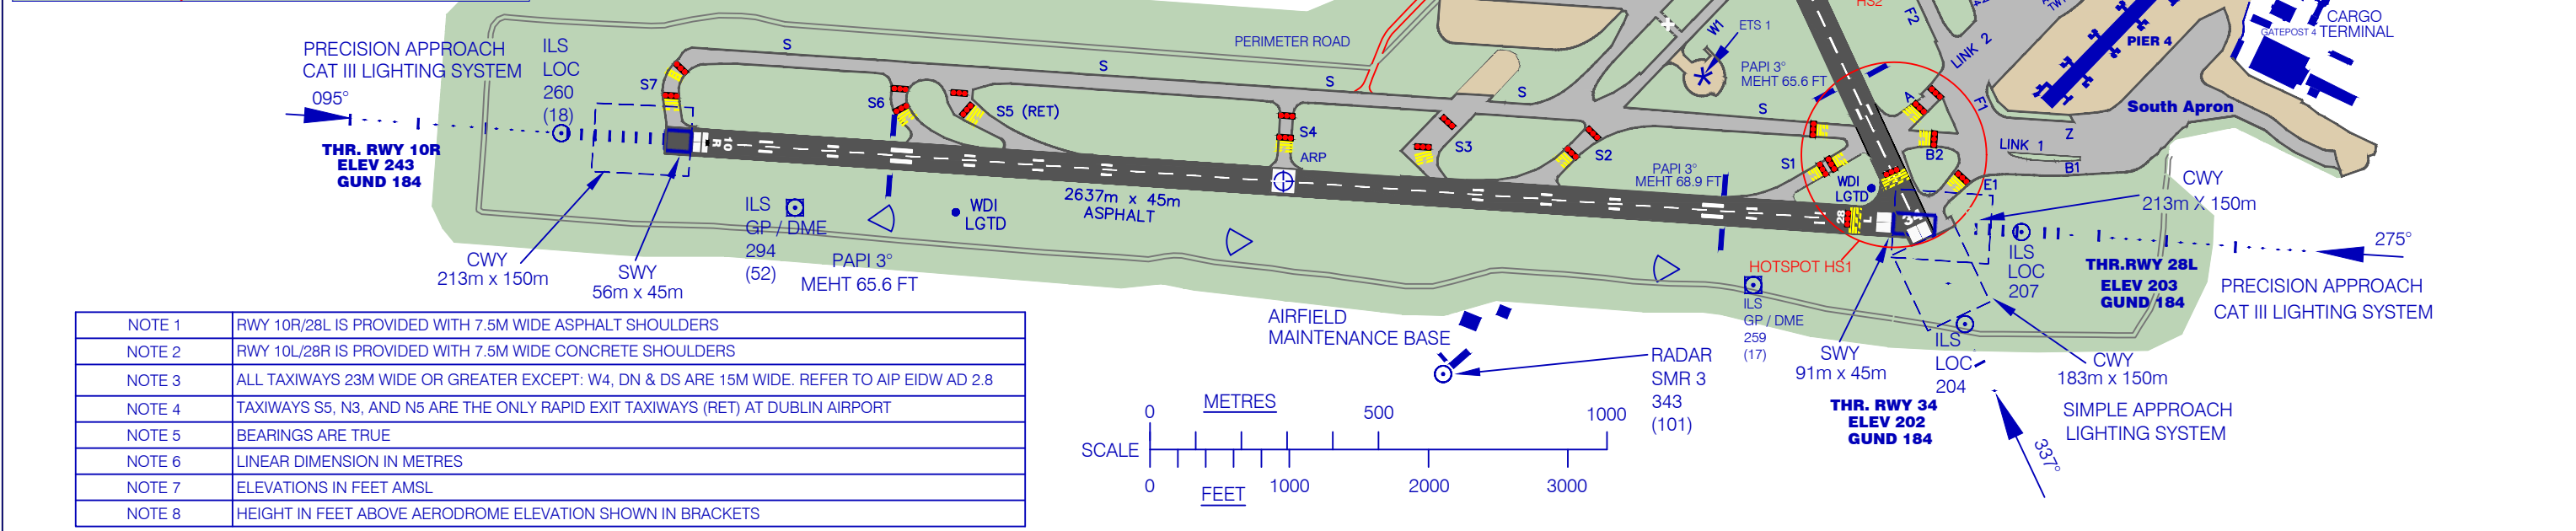 HS2
F2
W1
ETS 1
LINK 2
PIER 4
CARGO
TERMINAL
GATEPOST 4
PERIMETER ROAD
PRECISION APPROACH
CAT III LIGHTING SYSTEM
095°
ILS
LOC
260
(18)
S7
S
S6
S5 (RET)
S
S
S
S
S4
ARP
S3
S2
S1
PAPI 3°
MEHT 65.6 FT
A
F1
South Apron
Z
LINK 1
B1
B2
E1
THR. RWY 10R
ELEV 243
GUND 184
10
R
2637m x 45m
ASPHALT
PAPI 3°
MEHT 68.9 FT
WDI
LGTD
28
L
CWY
213m X 150m
ILS
GP / DME
294
(52)
WDI
LGTD
PAPI 3°
MEHT 65.6 FT
CWY
213m x 150m
SWY
56m x 45m
HOTSPOT HS1
ILS
LOC
207
275°
THR.RWY 28L
ELEV 203
GUND 184
PRECISION APPROACH
CAT III LIGHTING SYSTEM
AIRFIELD
MAINTENANCE BASE
RADAR
SMR 3
343
(101)
ILS
GP / DME
259
(17)
SWY
91m x 45m
ILS
LOC
204
CWY
183m x 150m
THR. RWY 34
ELEV 202
GUND 184
SIMPLE APPROACH
LIGHTING SYSTEM
337°
NOTE 1 RWY 10R/28L IS PROVIDED WITH 7.5M WIDE ASPHALT SHOULDERS
NOTE 2 RWY 10L/28R IS PROVIDED WITH 7.5M WIDE CONCRETE SHOULDERS
NOTE 3 ALL TAXIWAYS 23M WIDE OR GREATER EXCEPT: W4, DN & DS ARE 15M WIDE. REFER TO AIP EIDW AD 2.8
NOTE 4 TAXIWAYS S5, N3, AND N5 ARE THE ONLY RAPID EXIT TAXIWAYS (RET) AT DUBLIN AIRPORT
NOTE 5 BEARINGS ARE TRUE
NOTE 6 LINEAR DIMENSION IN METRES
NOTE 7 ELEVATIONS IN FEET AMSL
NOTE 8 HEIGHT IN FEET ABOVE AERODROME ELEVATION SHOWN IN BRACKETS
0 METRES 500 1000
SCALE
0 FEET 1000 2000 3000